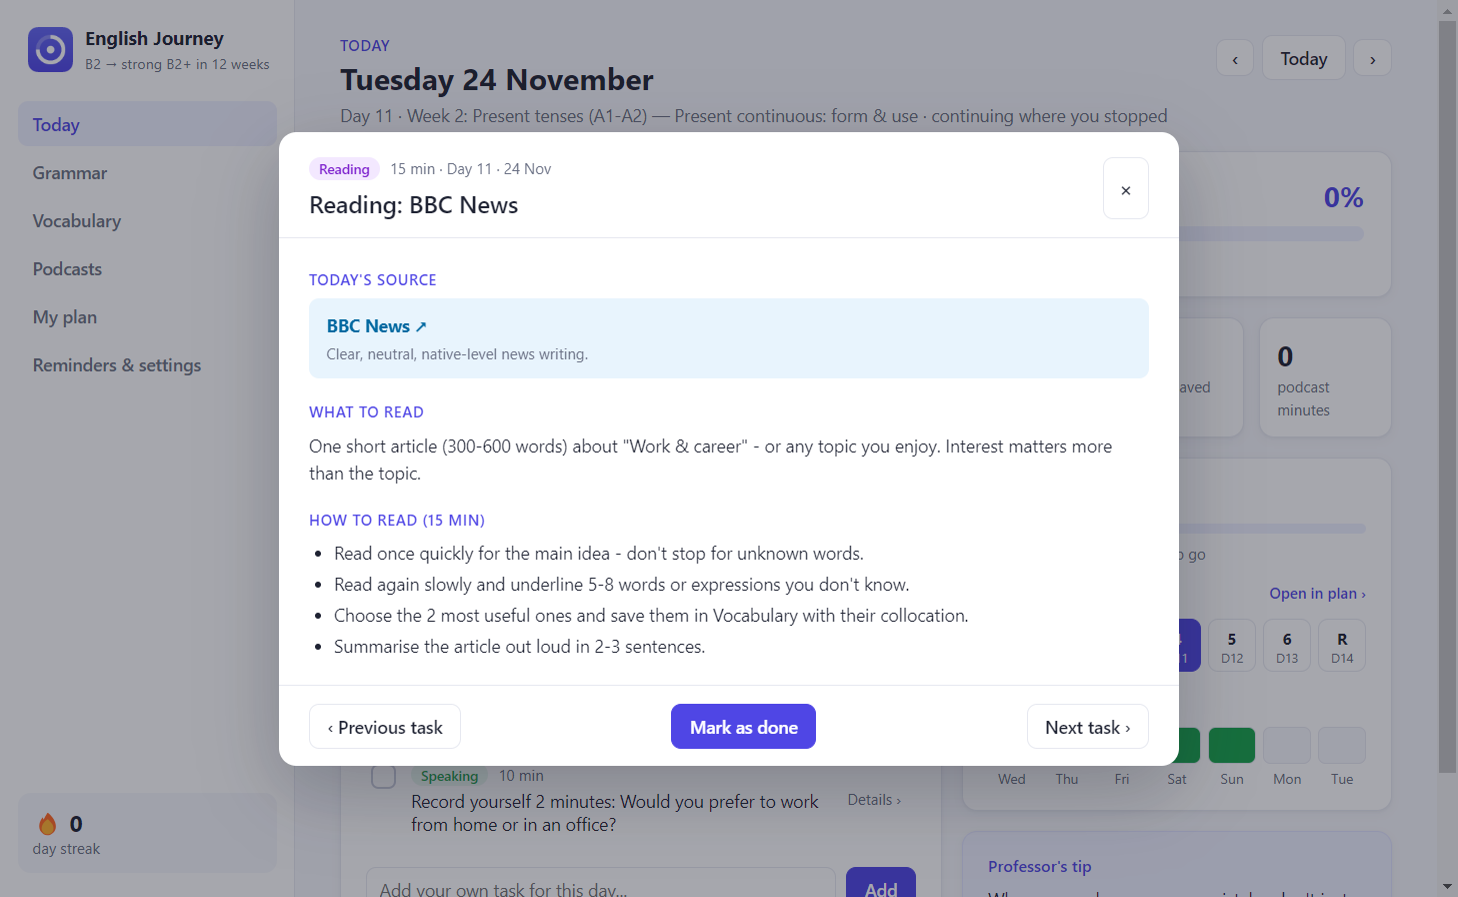 English Journey
B2 → strong B2+ in 12 weeks
Today
Grammar
Vocabulary
Podcasts
My plan
Reminders & settings
0
day streak
TODAY
Tuesday 24 November
Day 11 · Week 2: Present tenses (A1-A2) — Present continuous: form & use · continuing where you stopped
‹
Today
›
Reading
15 min · Day 11 · 24 Nov
Reading: BBC News
×
TODAY'S SOURCE
BBC News ↗
Clear, neutral, native-level news writing.
WHAT TO READ
One short article (300-600 words) about "Work & career" - or any topic you enjoy. Interest matters more
than the topic.
HOW TO READ (15 MIN)
• Read once quickly for the main idea - don't stop for unknown words.
• Read again slowly and underline 5-8 words or expressions you don't know.
• Choose the 2 most useful ones and save them in Vocabulary with their collocation.
• Summarise the article out loud in 2-3 sentences.
‹ Previous task
Mark as done
Next task ›
0%
0
podcast
minutes
go
Open in plan ›
5
D12
6
D13
R
D14
Wed
Thu
Fri
Sat
Sun
Mon
Tue
Speaking
10 min
Record yourself 2 minutes: Would you prefer to work
from home or in an office?
Details ›
Add your own task for this day...
Add
Professor's tip